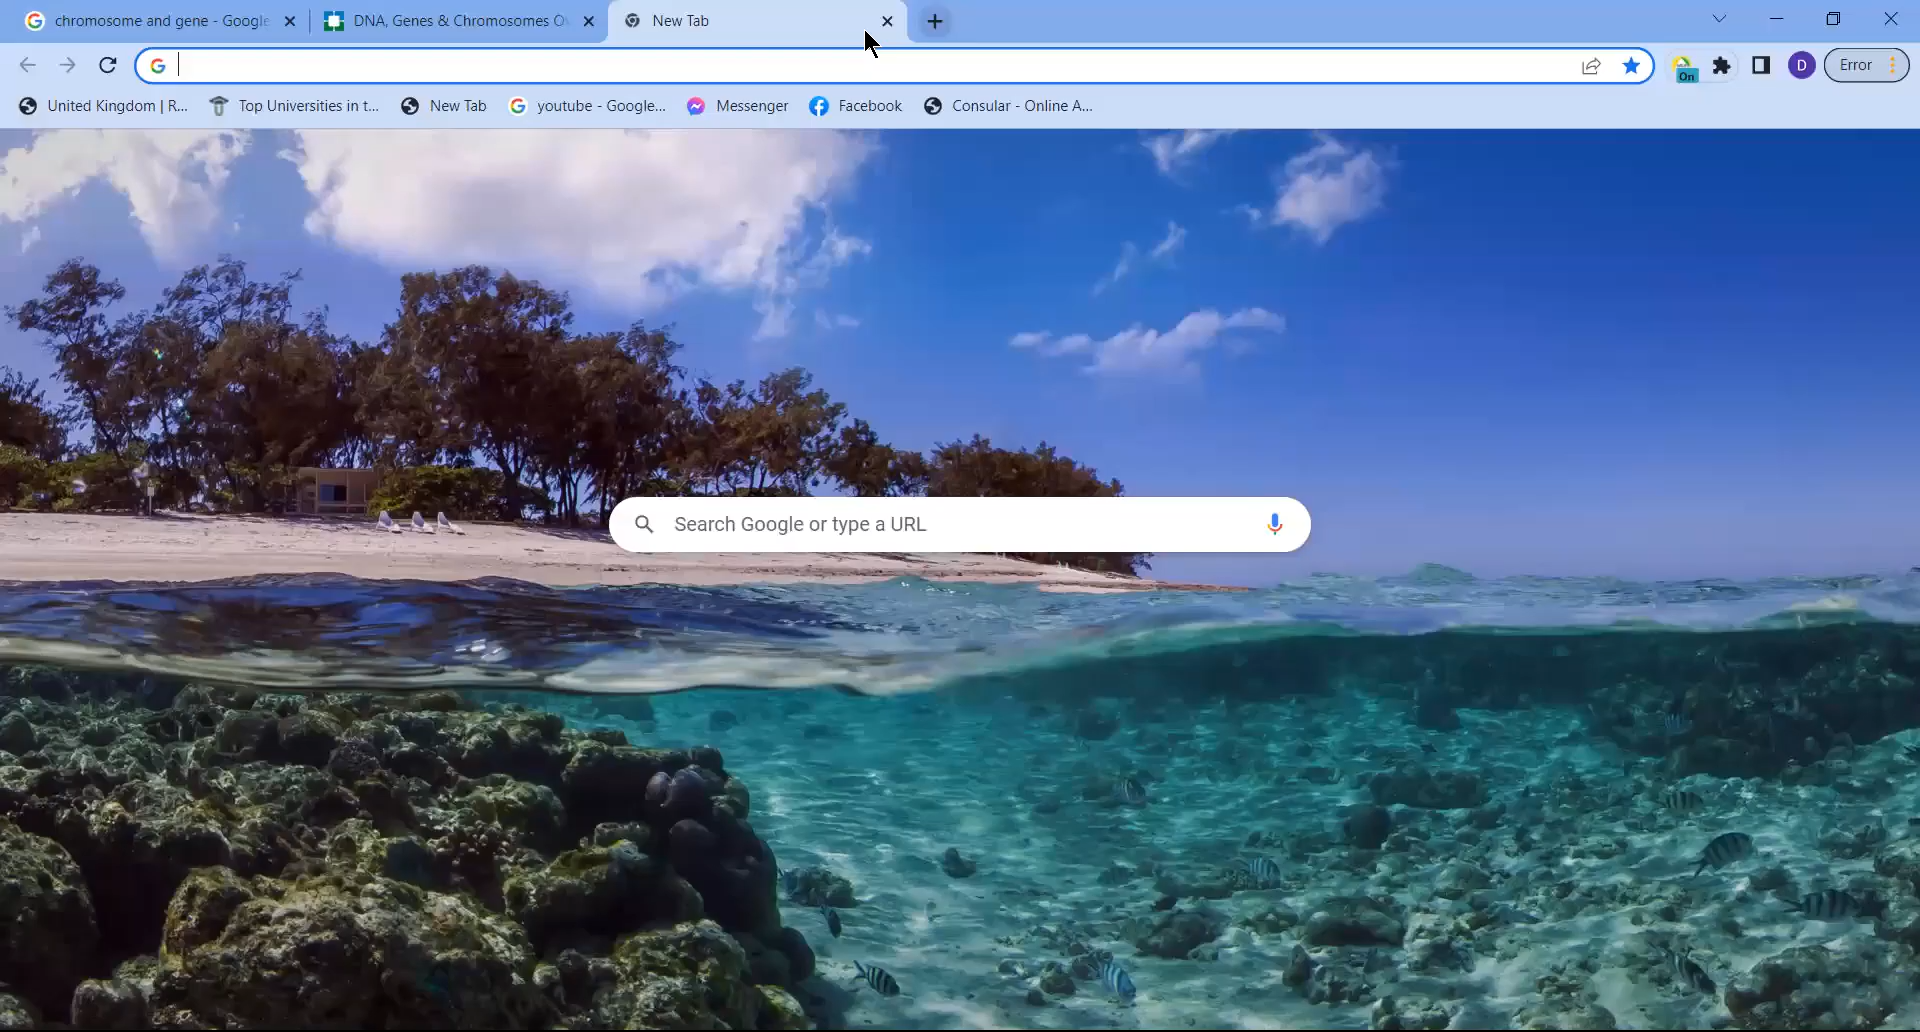 chromosome and gene - Google
DNA, Genes & Chromosomes O
New Tab
On
D
Error
United Kingdom | R...
Top Universities in t...
New Tab
youtube - Google...
Messenger
Facebook
Consular - Online A...
Search Google or type a URL